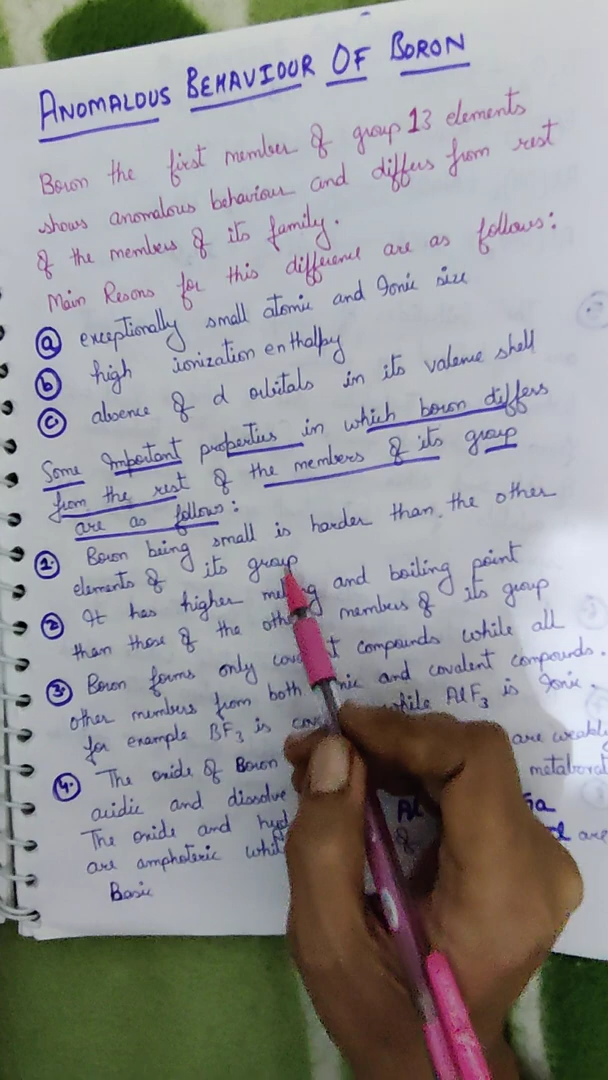 ANOMALOUS BEHAVIOUR OF BORON
Boron the first member of group 13 elements
shows anomalous behaviour and differs from rest
of the members of its family.
Main Resons for this difference are as follows:
(a) exceptionally small atomic and Ionic size
(b) high ionization enthalpy
(c) absence of d orbitals in its valence shell
Some Important properties in which boron differs
from the rest of the members of its group
are as follows:
(1.) Boron being small is harder than the other
elements of its group
(2) It has higher and boiling point
than those of the members of its group
(3.) Boron forms only compounds while all
other members from both and covalent compounds.
for example BF3 is while AlF3 is Ionic.
(4.) The oxide of Boron are weakly
acidic and dissolve
The oxide and Al
are amphoteric of are
Basic